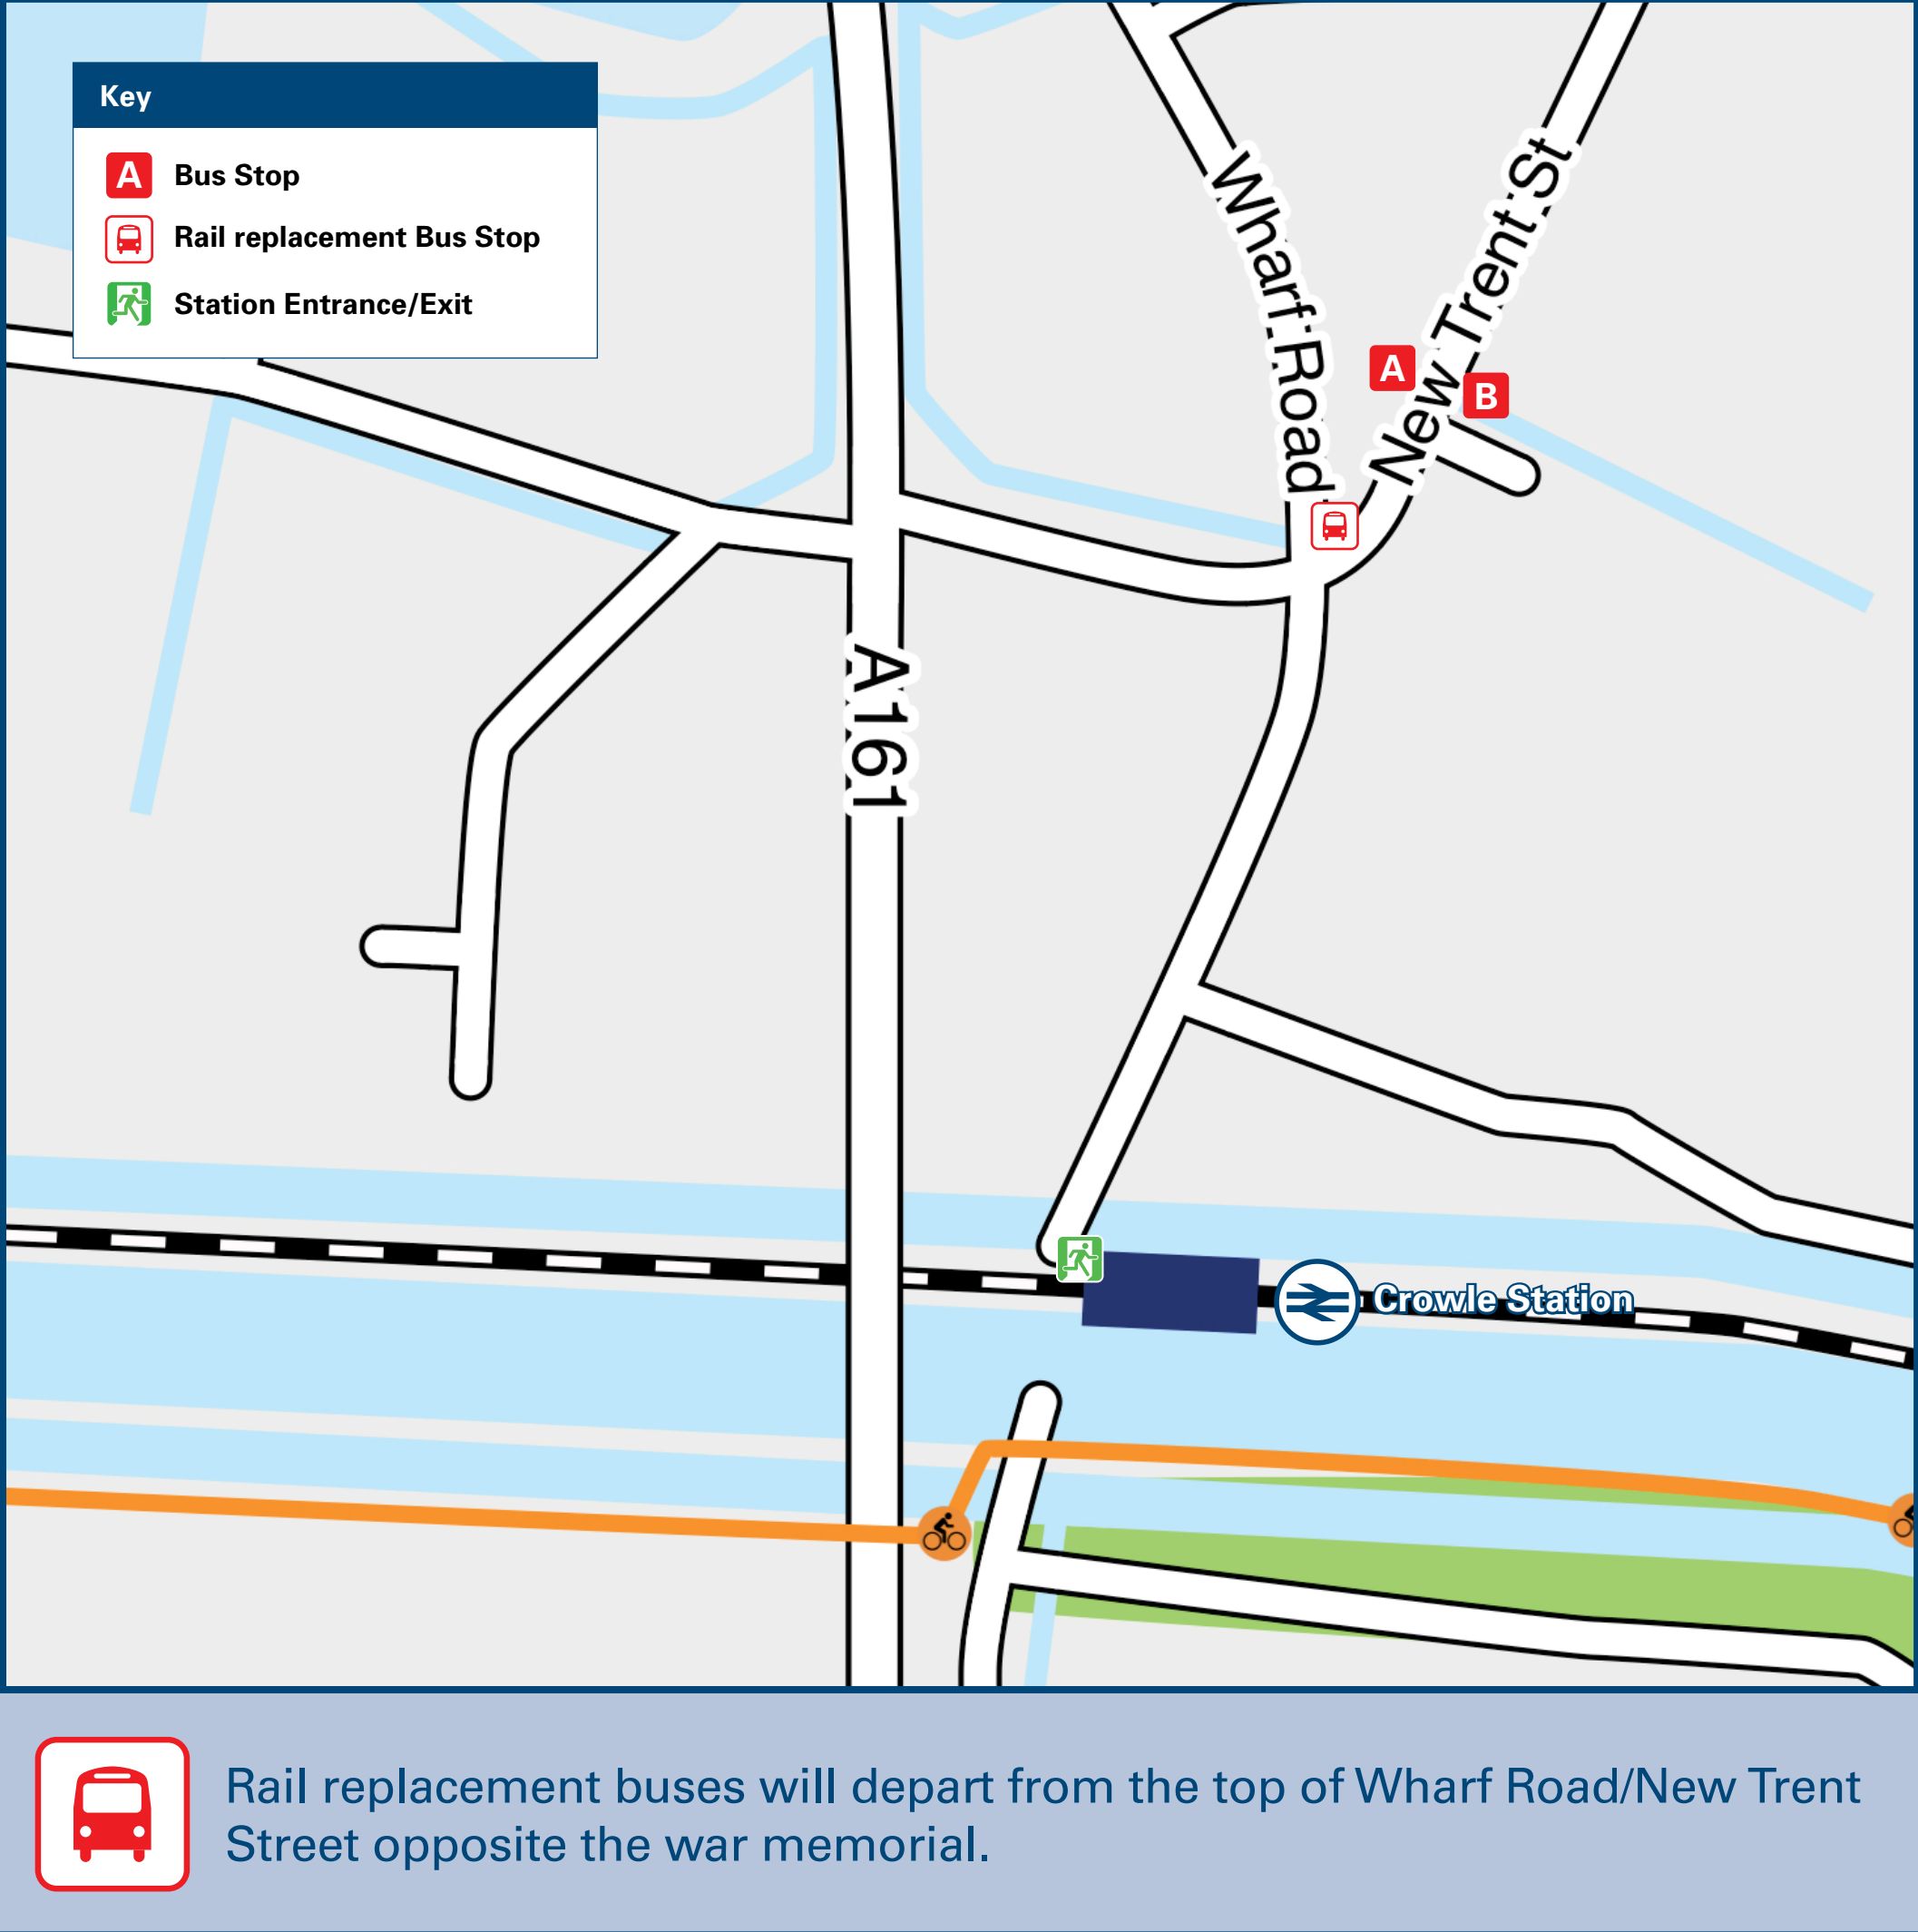 Key
A Bus Stop
Rail replacement Bus Stop
Station Entrance/Exit
Wharf Road
New Trent St
A
B
A161
Crowle Station
Rail replacement buses will depart from the top of Wharf Road/New Trent
Street opposite the war memorial.